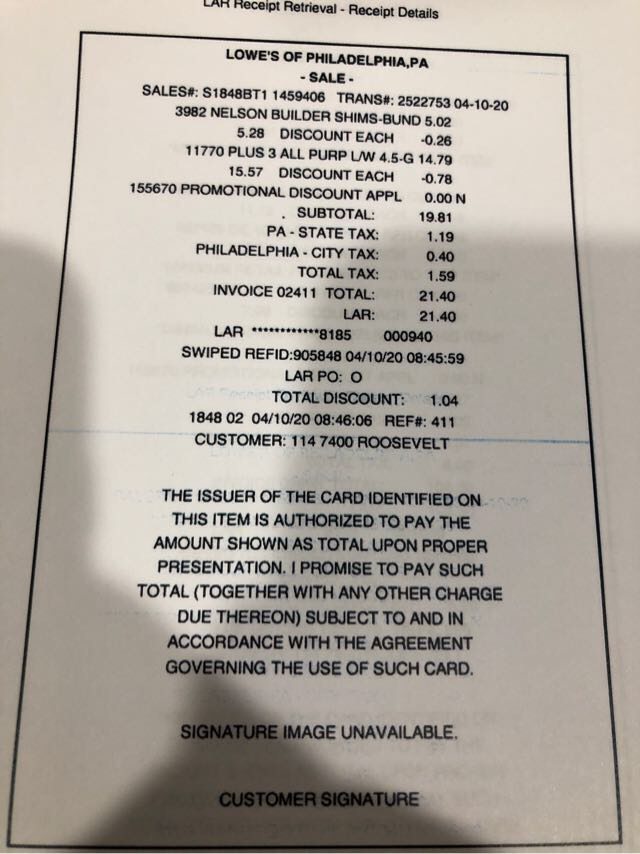 LAR Receipt Retrieval - Receipt Details
LOWE'S OF PHILADELPHIA,PA
- SALE -
SALES#: S1848BT1 1459406 TRANS#: 2522753 04-10-20
3982 NELSON BUILDER SHIMS-BUND 5.02
5.28 DISCOUNT EACH -0.26
11770 PLUS 3 ALL PURP L/W 4.5-G 14.79
15.57 DISCOUNT EACH -0.78
155670 PROMOTIONAL DISCOUNT APPL 0.00 N
. SUBTOTAL: 19.81
PA - STATE TAX: 1.19
PHILADELPHIA - CITY TAX: 0.40
TOTAL TAX: 1.59
INVOICE 02411 TOTAL: 21.40
LAR: 21.40
LAR ************8185 000940
SWIPED REFID:905848 04/10/20 08:45:59
LAR PO: O
TOTAL DISCOUNT: 1.04
1848 02 04/10/20 08:46:06 REF#: 411
CUSTOMER: 114 7400 ROOSEVELT
THE ISSUER OF THE CARD IDENTIFIED ON
THIS ITEM IS AUTHORIZED TO PAY THE
AMOUNT SHOWN AS TOTAL UPON PROPER
PRESENTATION. I PROMISE TO PAY SUCH
TOTAL (TOGETHER WITH ANY OTHER CHARGE
DUE THEREON) SUBJECT TO AND IN
ACCORDANCE WITH THE AGREEMENT
GOVERNING THE USE OF SUCH CARD.
SIGNATURE IMAGE UNAVAILABLE.
CUSTOMER SIGNATURE